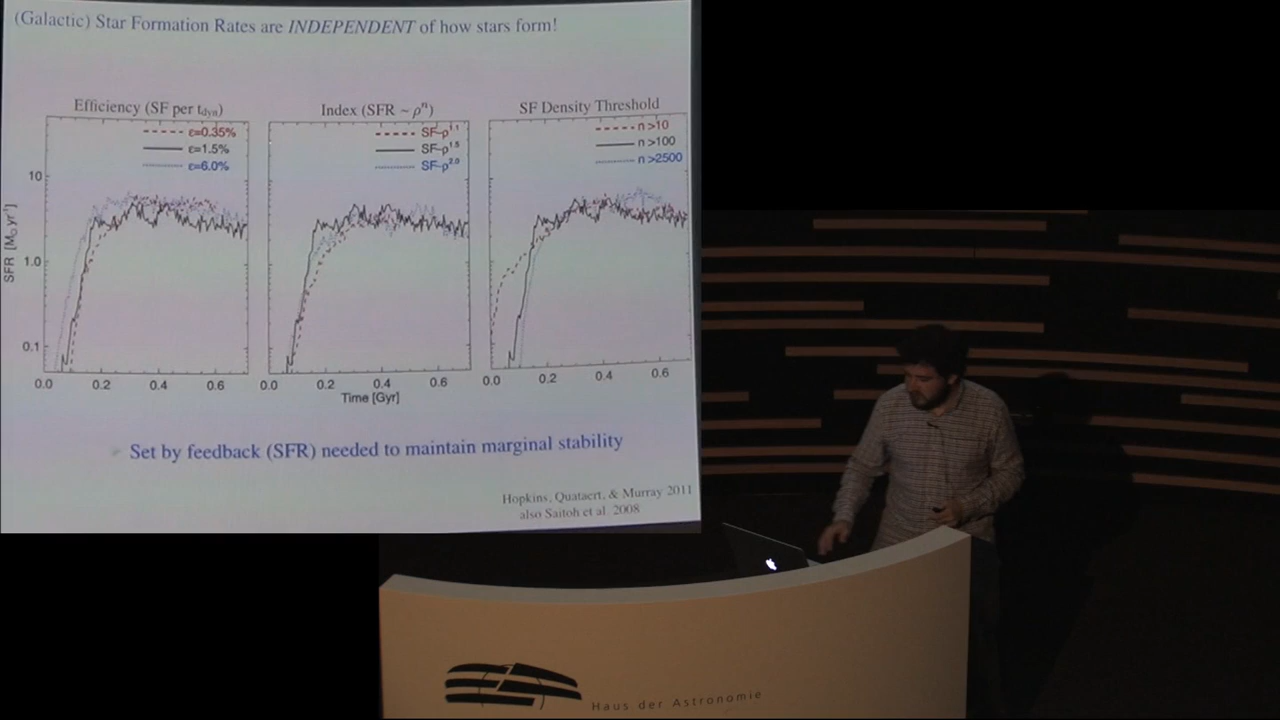 (Galactic) Star Formation Rates are INDEPENDENT of how stars form!
Efficiency (SF per tdyn)
Index (SFR ~ ρⁿ)
SF Density Threshold
ε=0.35%
ε=1.5%
ε=6.0%
SF~ρ1.1
SF~ρ1.5
SF~ρ2.0
n >10
n >100
n >2500
SFR [M☉ yr⁻¹]
10
1.0
0.1
0.0 0.2 0.4 0.6
0.0 0.2 0.4 0.6
0.0 0.2 0.4 0.6
Time [Gyr]
Set by feedback (SFR) needed to maintain marginal stability
Hopkins, Quataert, & Murray 2011
also Saitoh et al. 2008
Haus der Astronomie